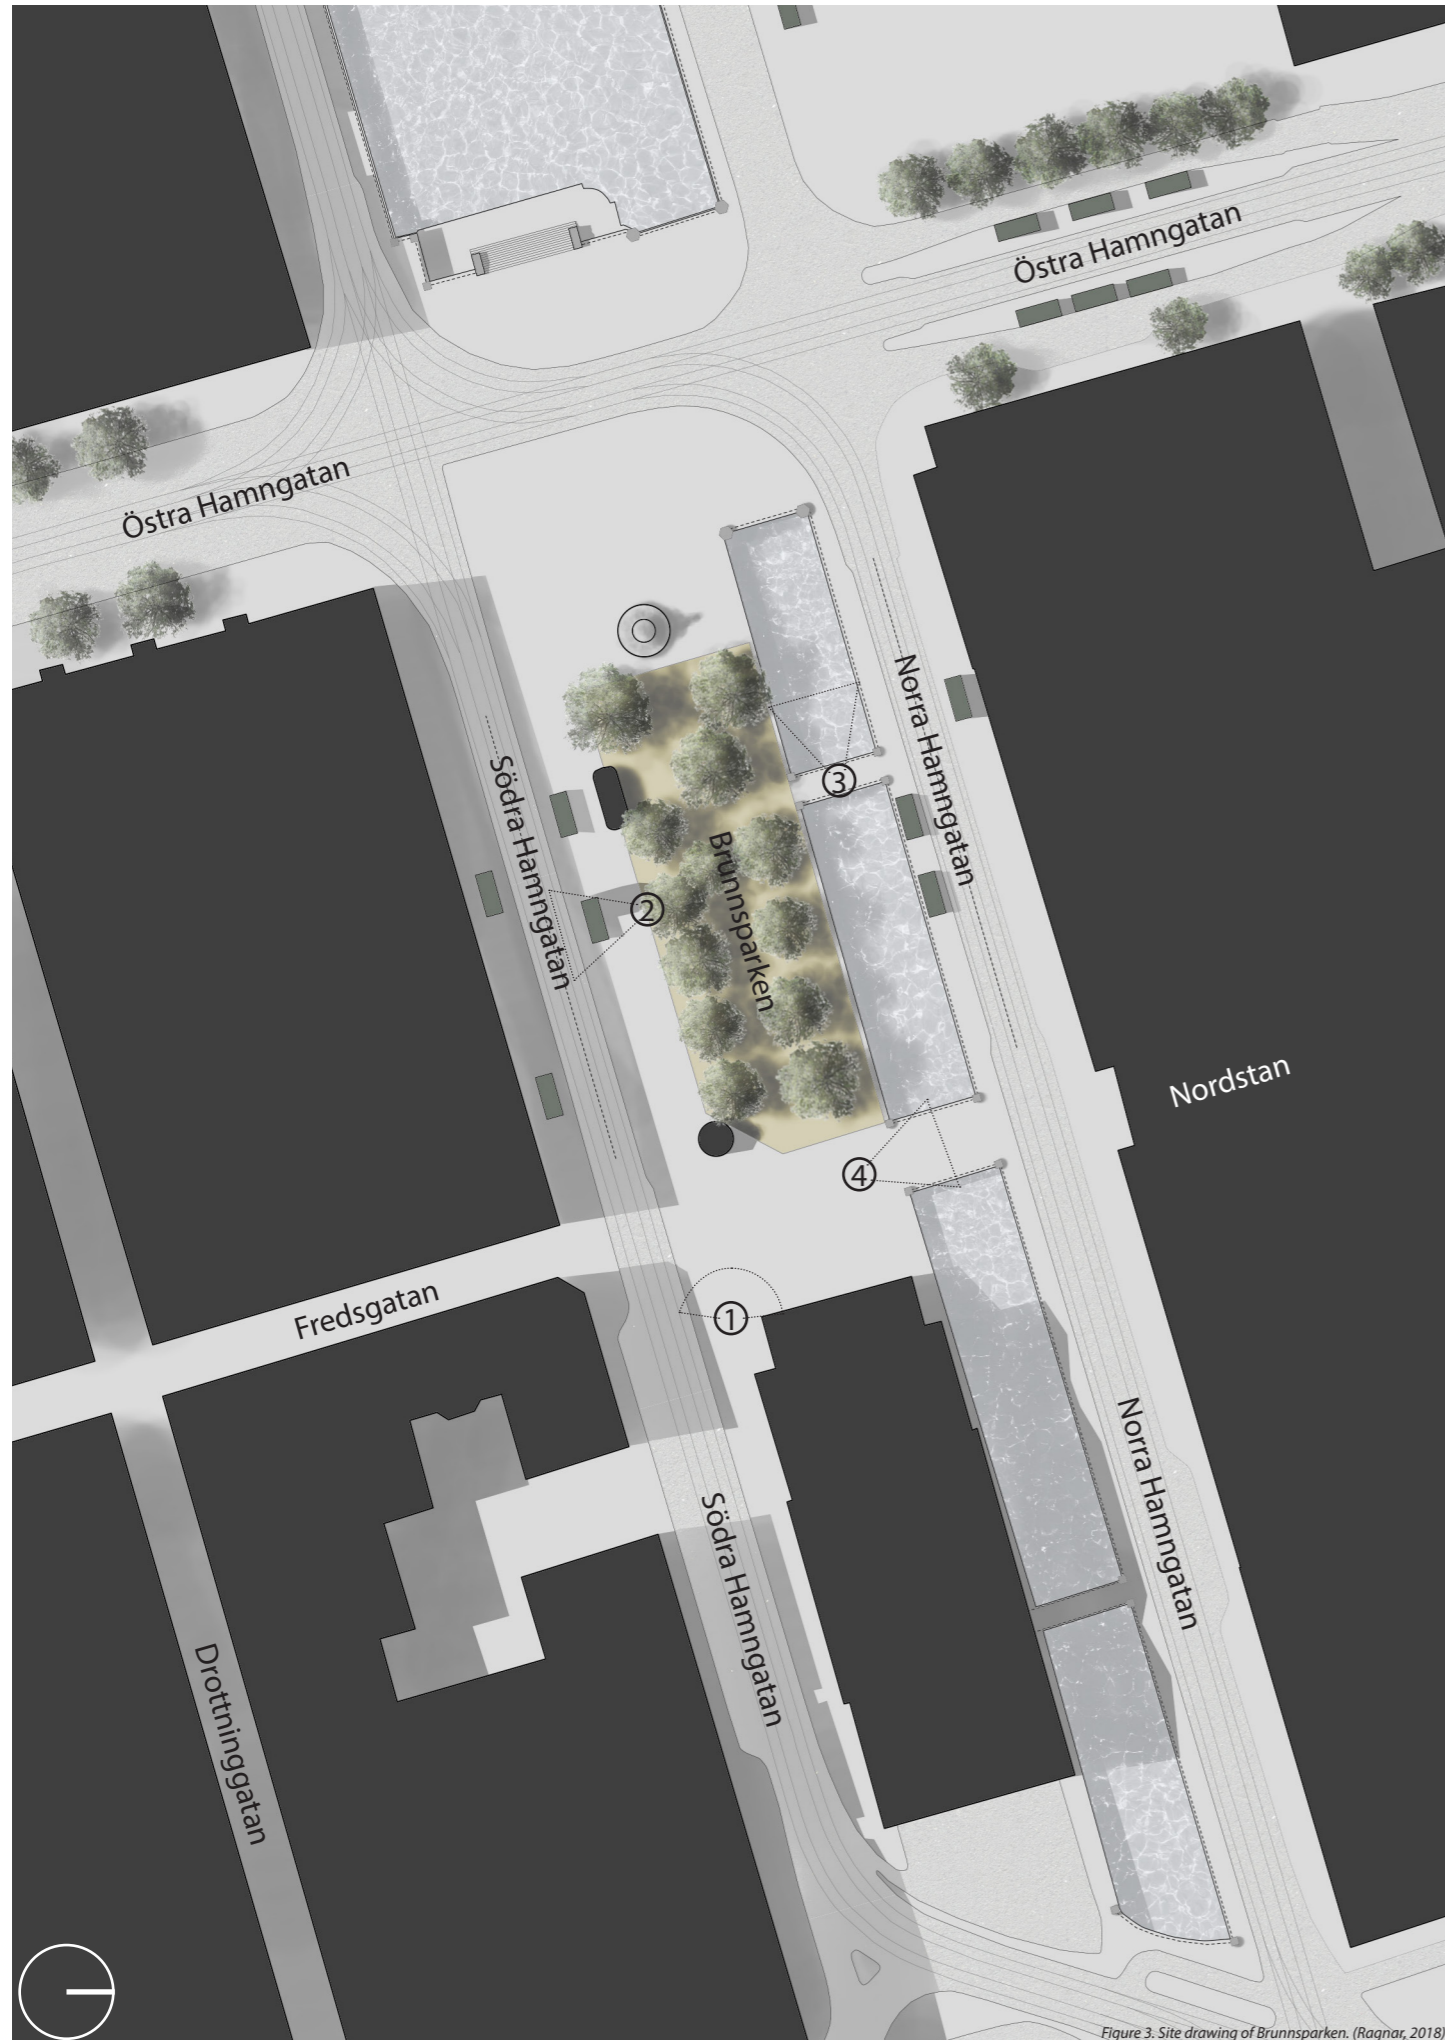 Östra Hamngatan
Östra Hamngatan
Norra Hamngatan
Södra Hamngatan
3
Brunnsparken
2
Nordstan
4
Fredsgatan
1
Norra Hamngatan
Södra Hamngatan
Drottninggatan
Figure 3. Site drawing of Brunnsparken. (Ragnar, 2018)